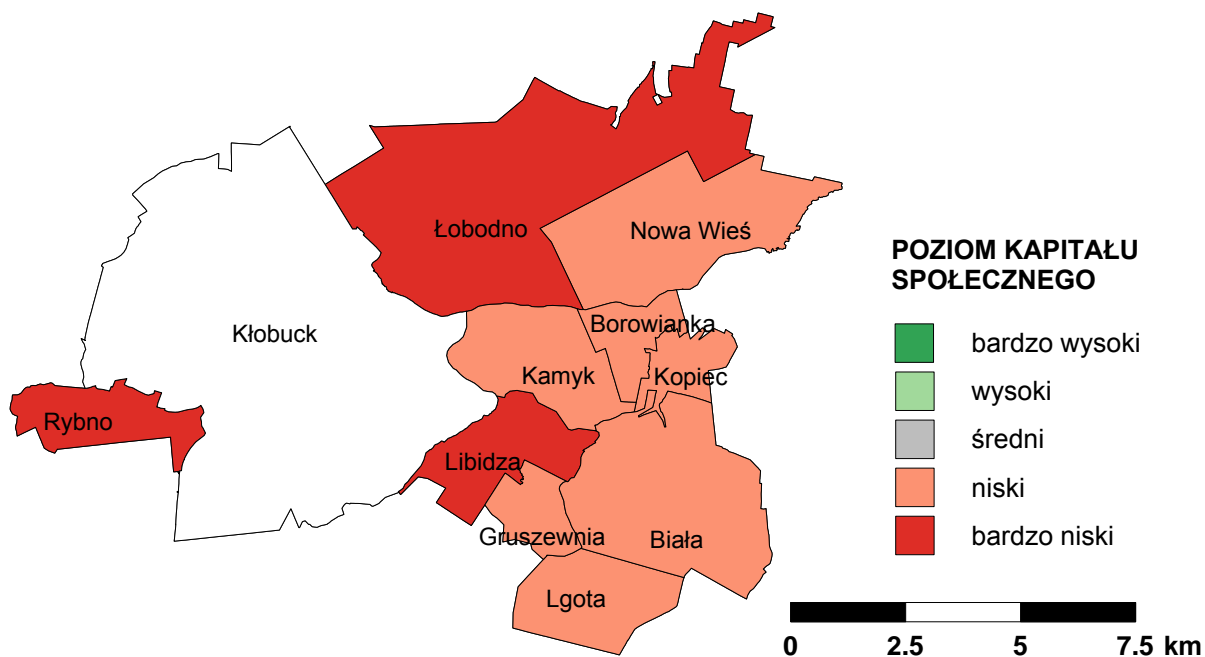 Łobodno
Nowa Wieś
Kłobuck
Borowianka
Kamyk
Kopiec
Rybno
Libidza
Gruszewnia
Biała
Lgota
POZIOM KAPITAŁU
SPOŁECZNEGO
bardzo wysoki
wysoki
średni
niski
bardzo niski
0 2.5 5 7.5 km